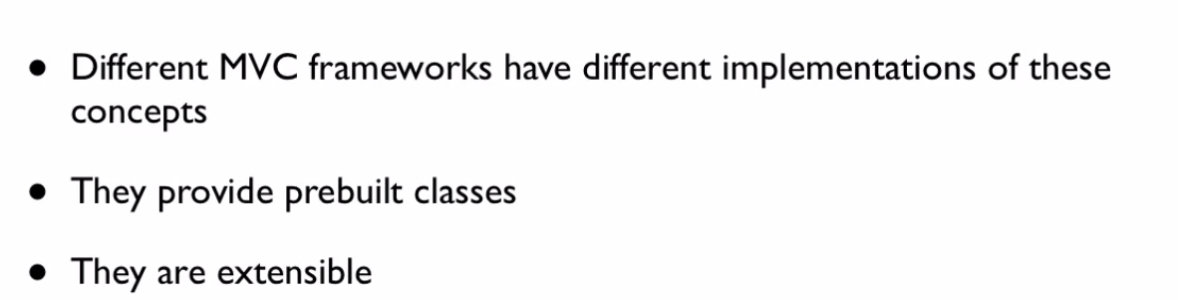 • Different MVC frameworks have different implementations of these
concepts
• They provide prebuilt classes
• They are extensible